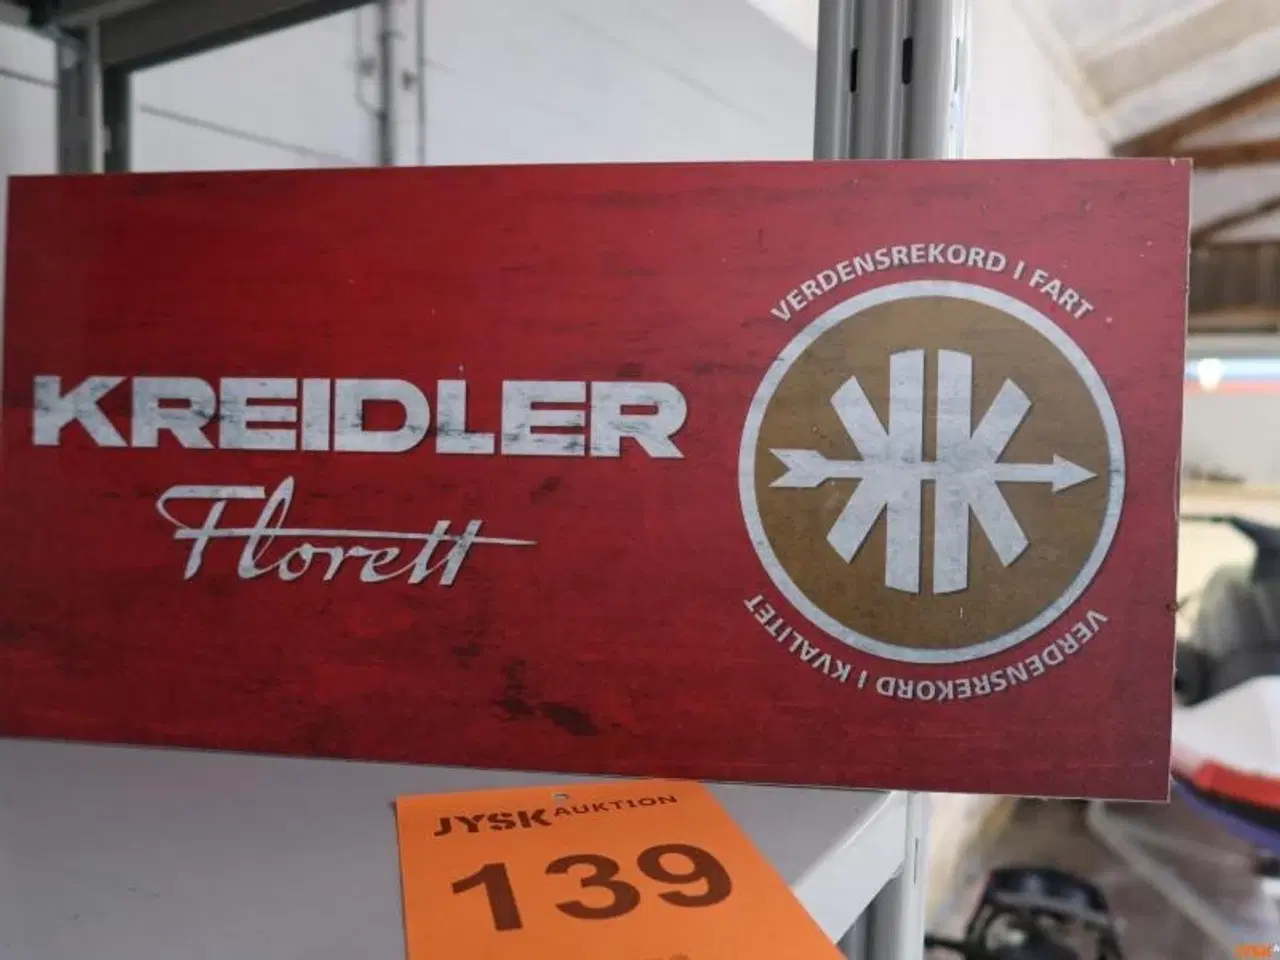 KREIDLER
Florett
VERDENSREKORD I FART
VERDENSREKORD I KVALITET
JYSK AUKTION
139